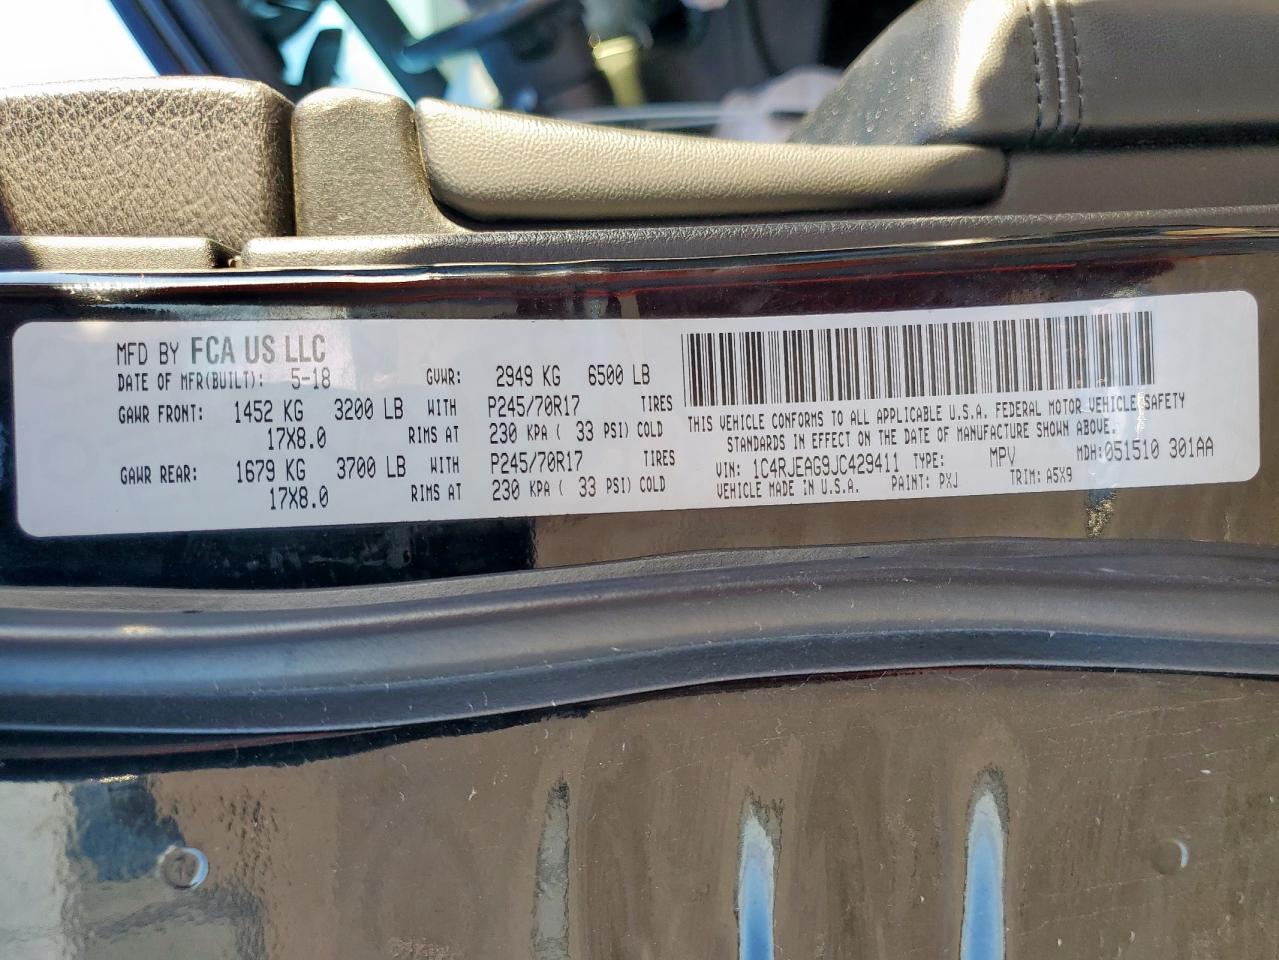 MFD BY FCA US LLC
DATE OF MFR(BUILT): 5-18 GVWR: 2949 KG 6500 LB
GAWR FRONT: 1452 KG 3200 LB WITH P245/70R17 TIRES
17X8.0 RIMS AT 230 KPA ( 33 PSI) COLD
GAWR REAR: 1679 KG 3700 LB WITH P245/70R17 TIRES
17X8.0 RIMS AT 230 KPA ( 33 PSI) COLD
THIS VEHICLE CONFORMS TO ALL APPLICABLE U.S.A. FEDERAL MOTOR VEHICLE SAFETY
STANDARDS IN EFFECT ON THE DATE OF MANUFACTURE SHOWN ABOVE.
VIN: 1C4RJEAG9JC429411 TYPE: MPV MDH:051510 301AA
VEHICLE MADE IN U.S.A. PAINT: PXJ TRIM: A5X9